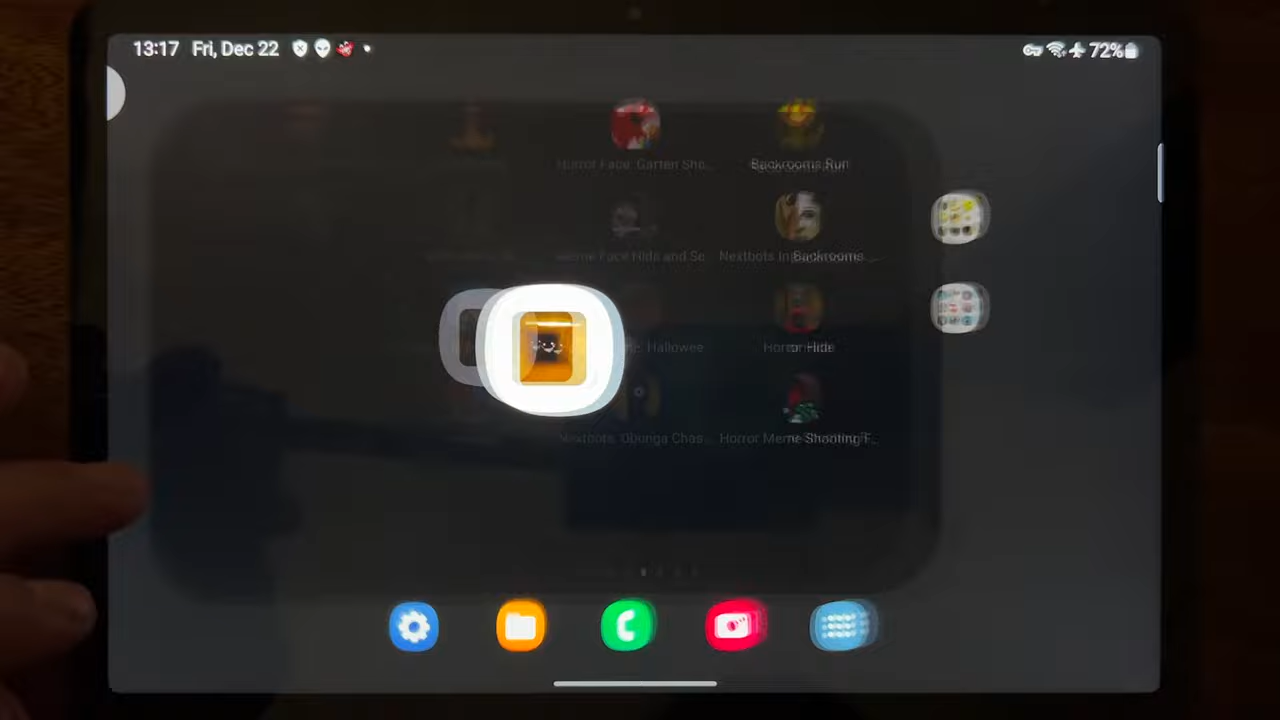 13:17 Fri, Dec 22
72%
Horror Face: Garten Sho...
Backrooms Run
Meme Face Hide and Se
Nextbots In Backrooms...
Hallowee
Horror Hide
Nextbots: Obunga Chas...
Horror Meme Shooting F...